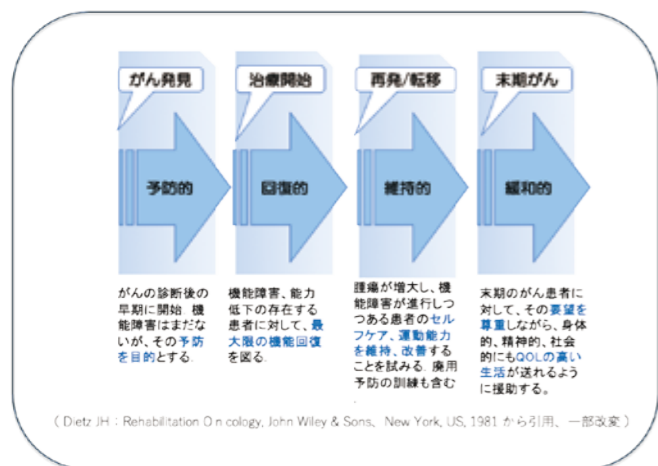 がん発見
治療開始
再発/転移
末期がん
予防的
回復的
維持的
緩和的
がんの診断後の
早期に開始 機
能障害はまだな
いが、その予防
を目的とする.
機能障害、能力
低下の存在する
患者に対して、最
大限の機能回復
を図る.
腫瘍が増大し、機
能障害が進行しつ
つある患者のセル
フケア、運動能力
を維持、改善する
ことを試みる. 廃用
予防の訓練も含む
.
末期のがん患者に
対して、その要望を
尊重しながら、身体
的、精神的、社会
的にもQOLの高い
生活が送れるよう
に援助する。
( Dietz JH : Rehabilitation O n cology, John Wiley & Sons、 New York, US, 1981 から引用、一部改変 )